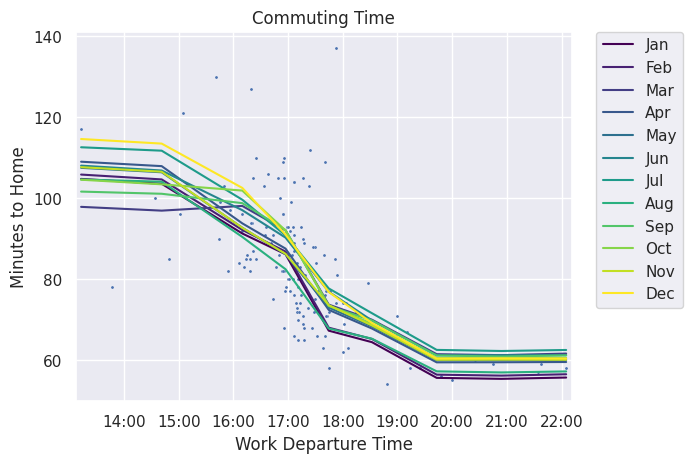 Commuting Time
Minutes to Home
140
120
100
80
60
14:00
15:00
16:00
17:00
18:00
19:00
20:00
21:00
22:00
Work Departure Time
Jan
Feb
Mar
Apr
May
Jun
Jul
Aug
Sep
Oct
Nov
Dec